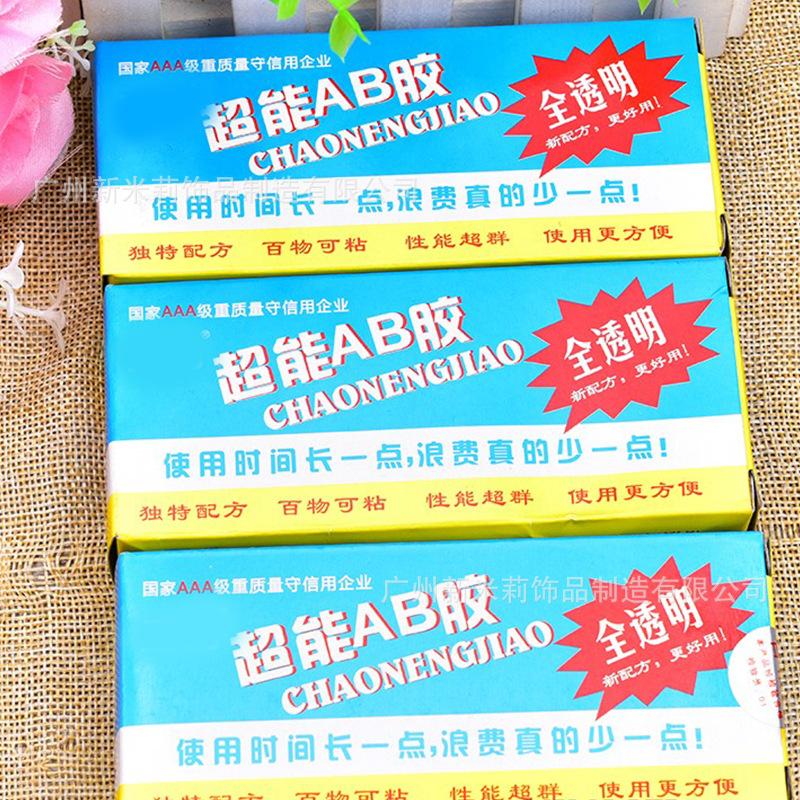 国家AAA级重质量守信用企业
超能AB胶
CHAONENGJIAO
全透明
新配方,更好用!
广州新米莉饰品制造有限公司
使用时间长一点,浪费真的少一点!
独特配方 百物可粘 性能超群 使用更方便
国家AAA级重质量守信用企业
超能AB胶
CHAONENGJIAO
全透明
新配方,更好用!
使用时间长一点,浪费真的少一点!
独特配方 百物可粘 性能超群 使用更方便
国家AAA级重质量守信用企业
广州新米莉饰品制造有限公司
超能AB胶
CHAONENGJIAO
全透明
新配方,更好用!
使用时间长一点,浪费真的少一点!
独特配方 百物可粘 性能超群 使用更方便